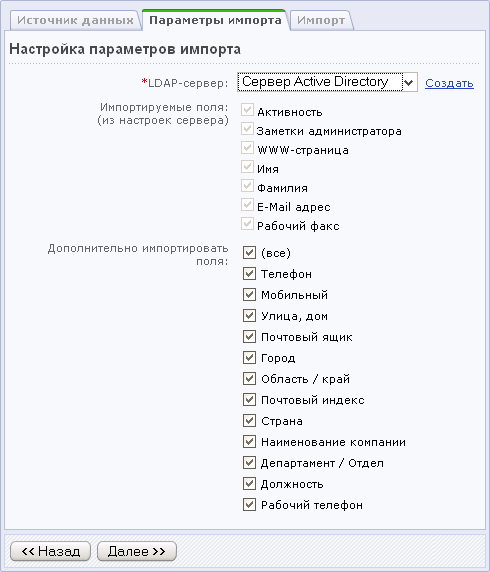 Источник данных Параметры импорта Импорт
Настройка параметров импорта
*LDAP-сервер: Сервер Active Directory Создать
Импортируемые поля:
(из настроек сервера)
Активность
Заметки администратора
WWW-страница
Имя
Фамилия
E-Mail адрес
Рабочий факс
Дополнительно импортировать
поля:
(все)
Телефон
Мобильный
Улица, дом
Почтовый ящик
Город
Область / край
Почтовый индекс
Страна
Наименование компании
Департамент / Отдел
Должность
Рабочий телефон
<< Назад Далее >>